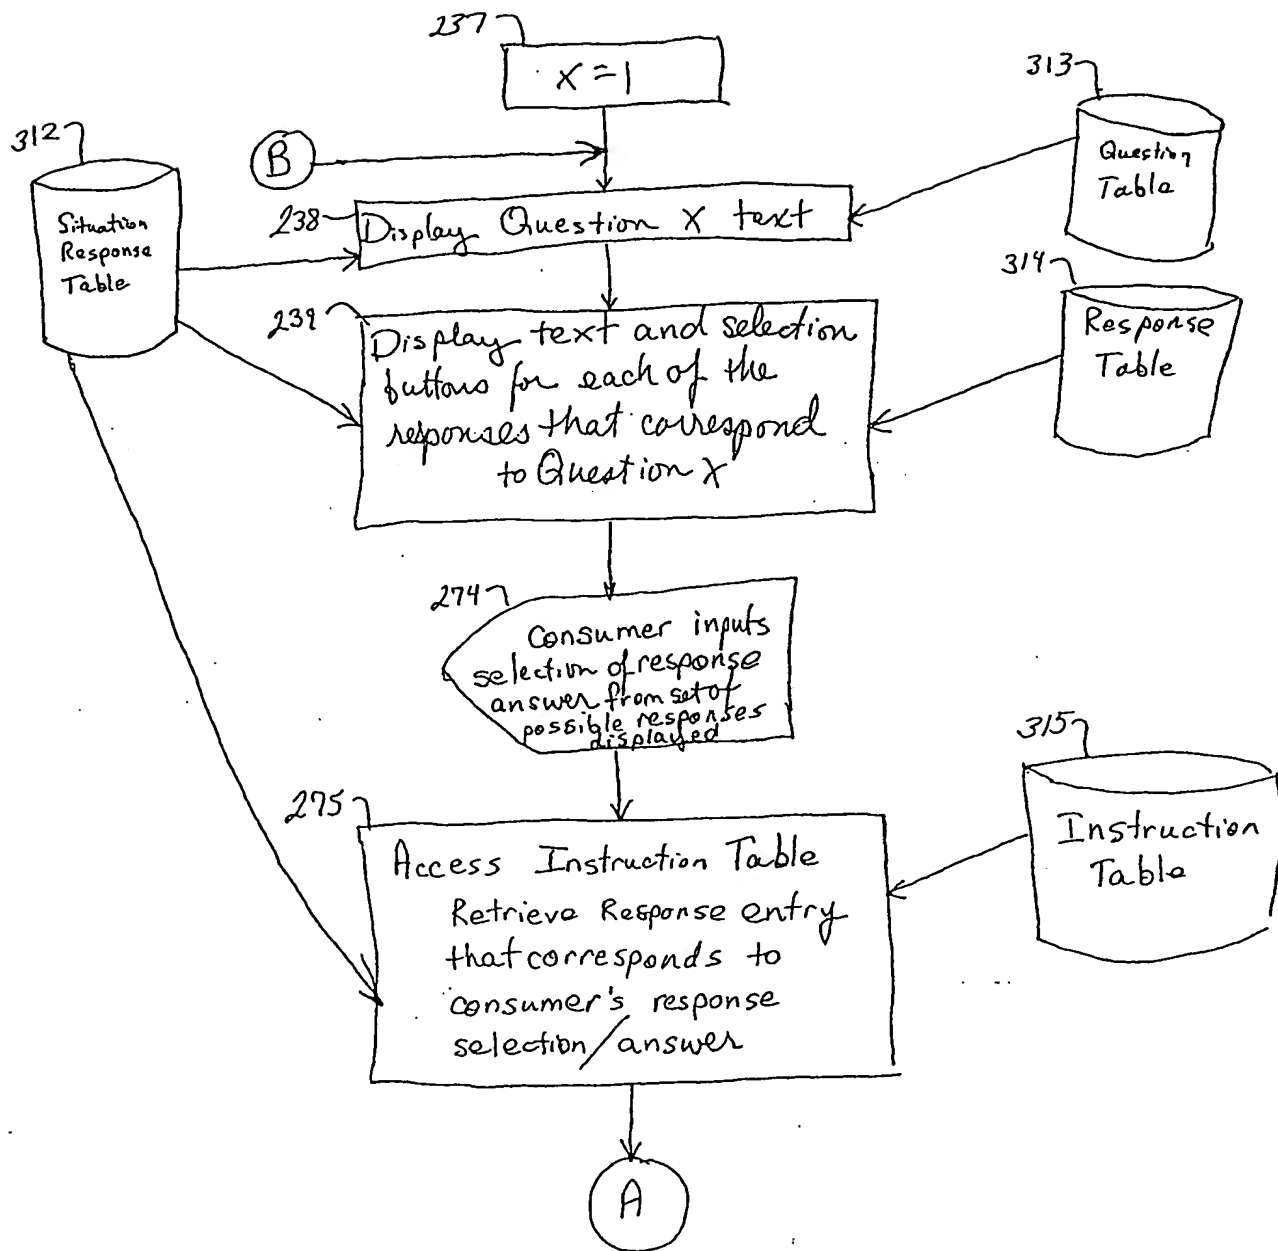 237
X = 1
313
312
B
Question
Table
Situation
Response
Table
238
Display Question X text
314
Response
Table
239
Display text and selection
buttons for each of the
responses that correspond
to Question X
274
Consumer inputs
selection of response
answer from set of
possible responses
displayed
315
Instruction
Table
275
Access Instruction Table
Retrieve Response entry
that corresponds to
consumer's response
selection/answer
A